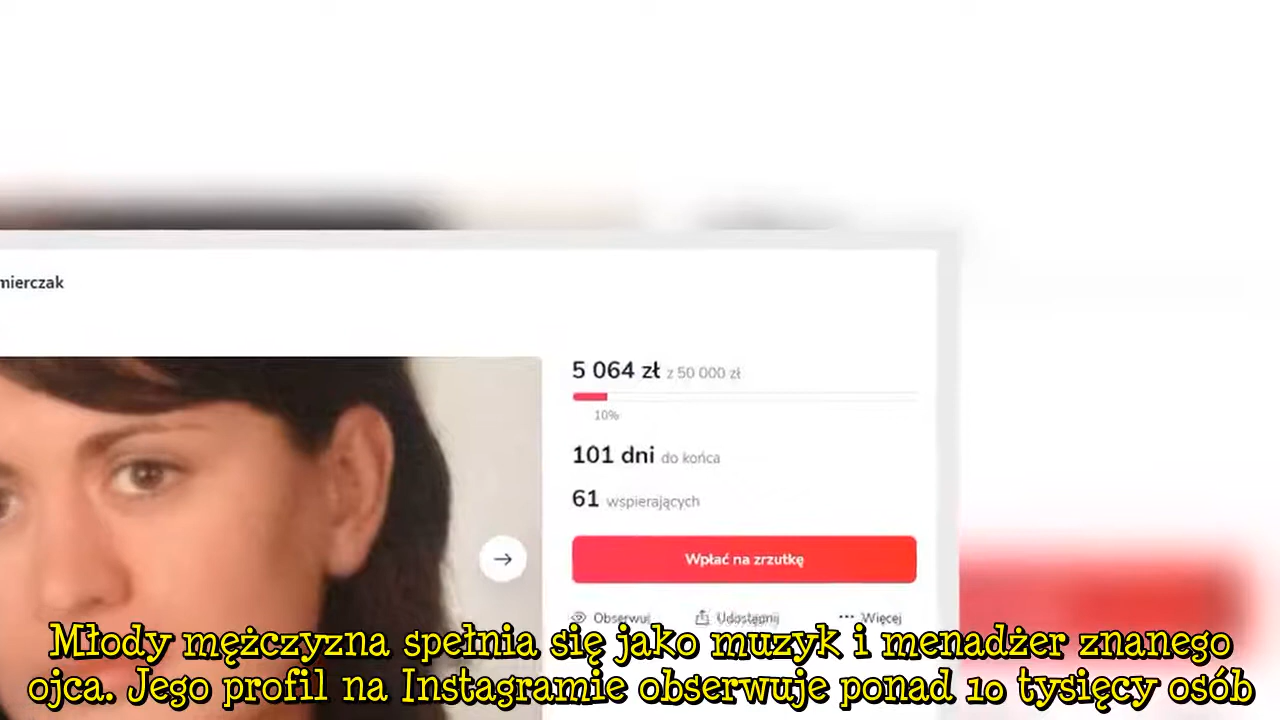 mierczak
5 064 zł z 50 000 zł
10%
101 dni do końca
61 wspierających
Wpłać na zrzutkę
Obserwuj Udostępnij Więcej
Młody mężczyzna spełnia się jako muzyk i menadżer znanego
ojca. Jego profil na Instagramie obserwuje ponad 10 tysięcy osób